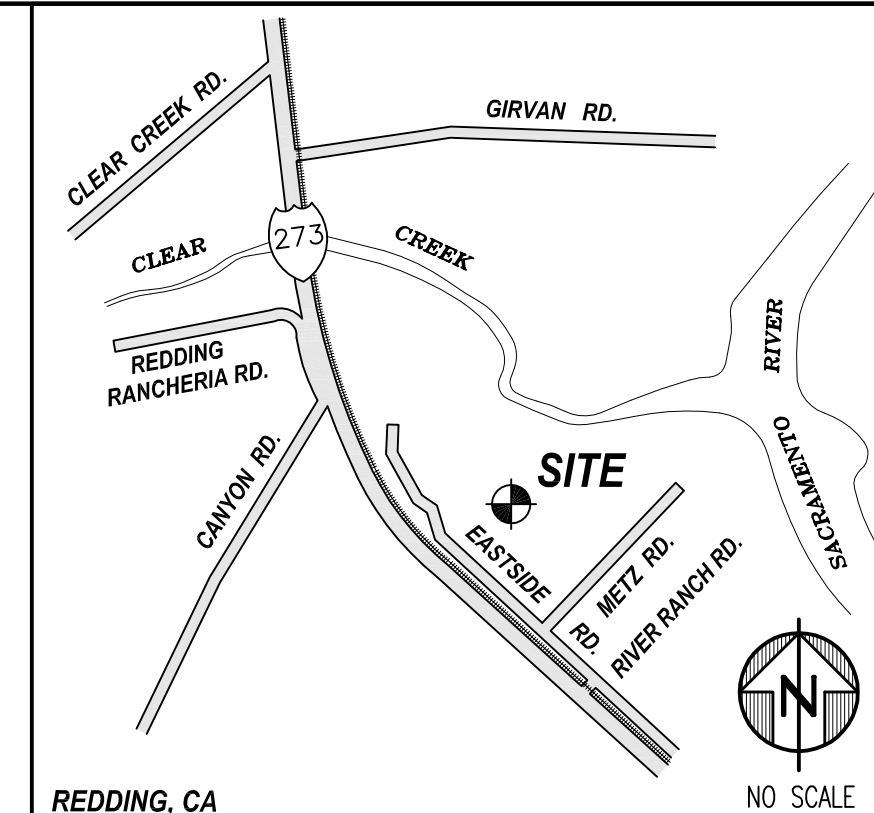 CLEAR CREEK RD.
GIRVAN RD.
273
CLEAR
CREEK
REDDING
RANCHERIA RD.
RIVER
SACRAMENTO
CANYON RD.
SITE
EASTSIDE
RD.
METZ RD.
RIVER RANCH RD.
N
NO SCALE
REDDING, CA